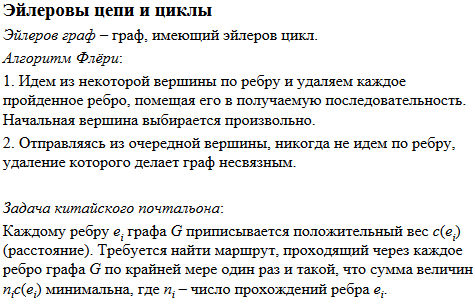 Эйлеровы цепи и циклы
Эйлеров граф – граф, имеющий эйлеров цикл.
Алгоритм Флёри:
1. Идем из некоторой вершины по ребру и удаляем каждое
пройденное ребро, помещая его в получаемую последовательность.
Начальная вершина выбирается произвольно.
2. Отправляясь из очередной вершины, никогда не идем по ребру,
удаление которого делает граф несвязным.
Задача китайского почтальона:
Каждому ребру eᵢ графа G приписывается положительный вес c(eᵢ)
(расстояние). Требуется найти маршрут, проходящий через каждое
ребро графа G по крайней мере один раз и такой, что сумма величин
nᵢc(eᵢ) минимальна, где nᵢ – число прохождений ребра eᵢ.